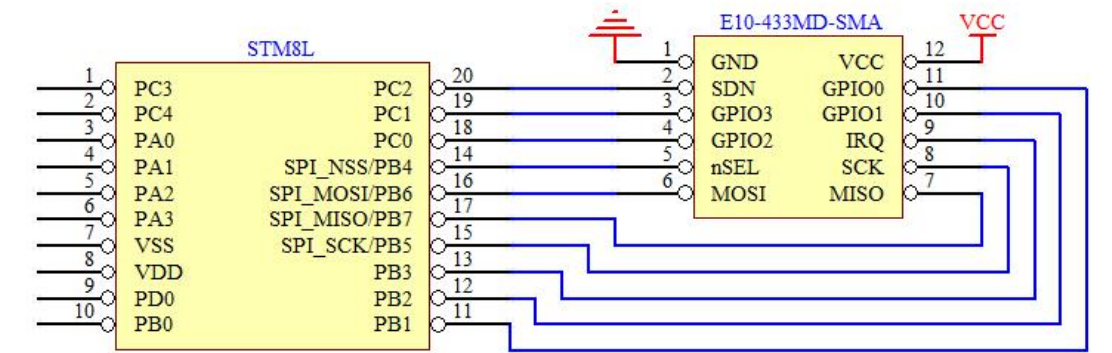 E10-433MD-SMA VCC
STM8L
1 GND VCC 12
2 SDN GPIO0 11
3 GPIO3 GPIO1 10
4 GPIO2 IRQ 9
5 nSEL SCK 8
6 MOSI MISO 7
1 PC3 PC2 20
2 PC4 PC1 19
3 PA0 PC0 18
4 PA1 SPI_NSS/PB4 14
5 PA2 SPI_MOSI/PB6 16
6 PA3 SPI_MISO/PB7 17
7 VSS SPI_SCK/PB5 15
8 VDD PB3 13
9 PD0 PB2 12
10 PB0 PB1 11